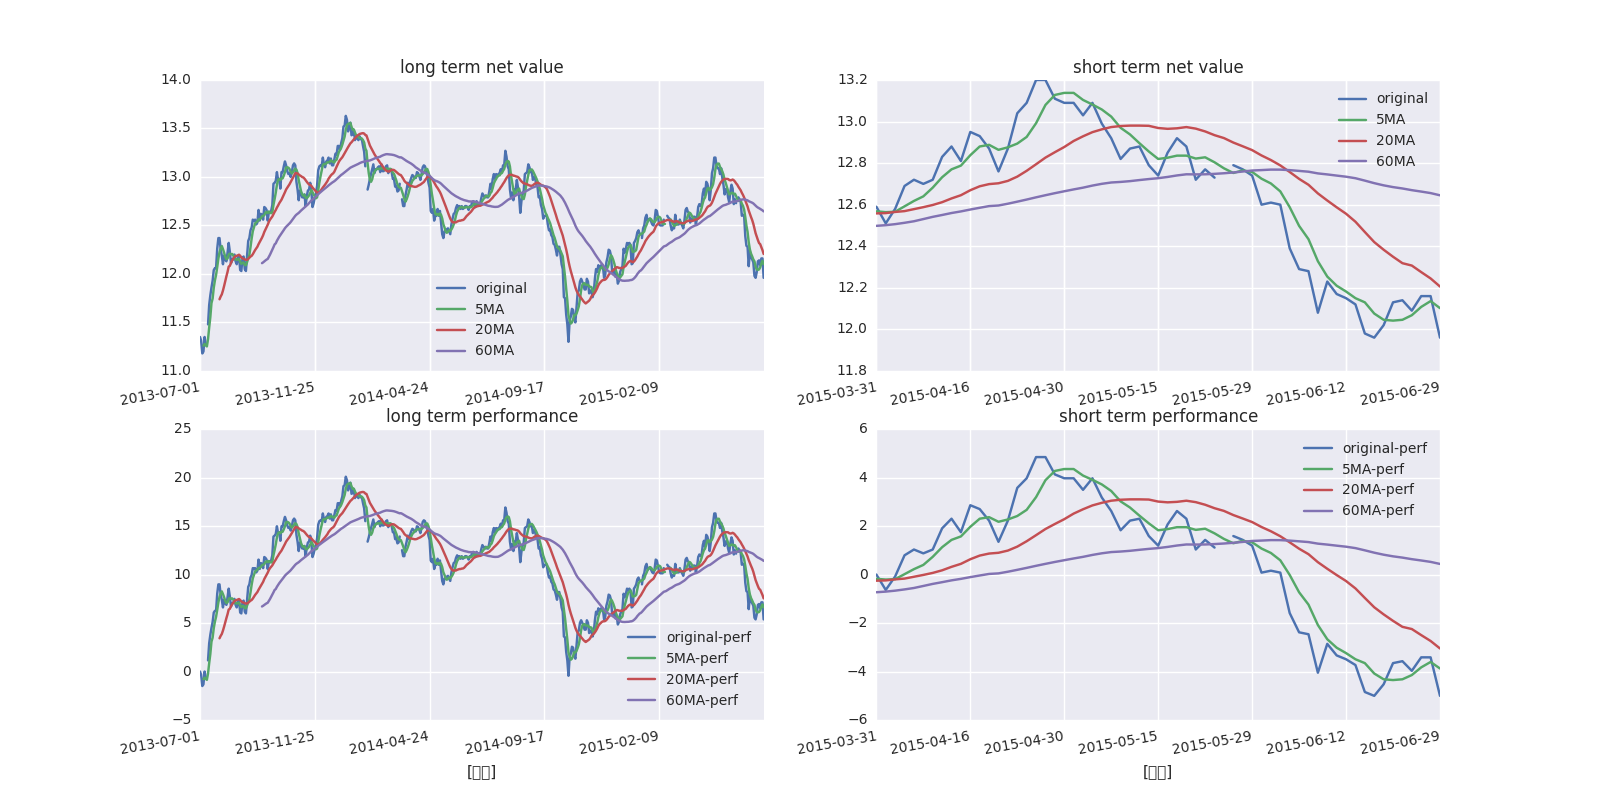 long term net value
14.0
13.5
13.0
12.5
12.0
11.5
11.0
original
5MA
20MA
60MA
2013-07-01
2013-11-25
2014-04-24
2014-09-17
2015-02-09
short term net value
13.2
13.0
12.8
12.6
12.4
12.2
12.0
11.8
original
5MA
20MA
60MA
2015-03-31
2015-04-16
2015-04-30
2015-05-15
2015-05-29
2015-06-12
2015-06-29
long term performance
25
20
15
10
5
0
−5
original-perf
5MA-perf
20MA-perf
60MA-perf
2013-07-01
2013-11-25
2014-04-24
2014-09-17
2015-02-09
short term performance
6
4
2
0
−2
−4
−6
original-perf
5MA-perf
20MA-perf
60MA-perf
2015-03-31
2015-04-16
2015-04-30
2015-05-15
2015-05-29
2015-06-12
2015-06-29